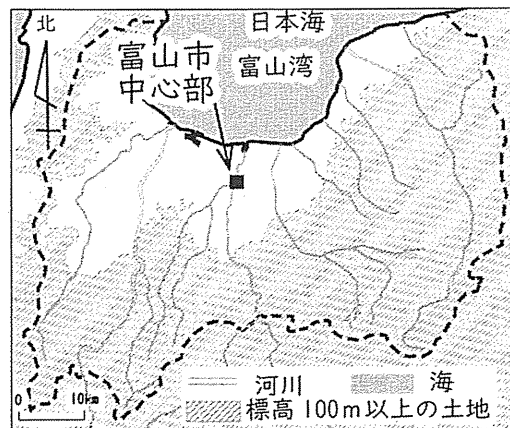 北
日本海
富山湾
富山市
中心部
河川
海
0 10km
標高100m以上の土地